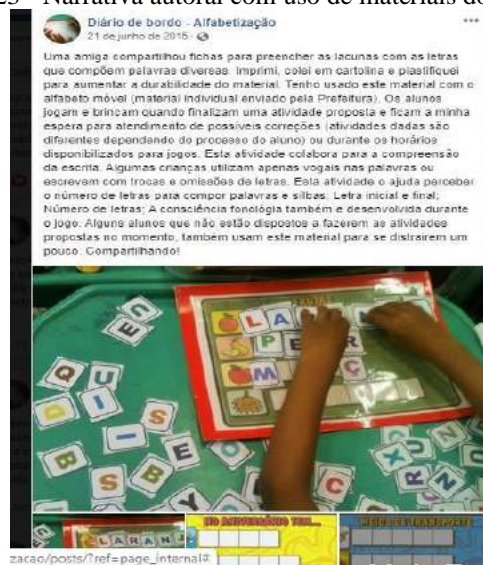 23 - Narrativa autoral com uso de materiais do
Diário de bordo - Alfabetização
21 de junho de 2015
Uma amiga compartilhou fichas para preencher as lacunas com as letras
que compõem palavras diversas. Imprimi, colei em cartolina e plastifiquei
para aumentar a durabilidade do material. Tenho usado este material com o
alfabeto móvel (material individual enviado pela Prefeitura). Os alunos
jogam e brincam quando finalizam uma atividade proposta e ficam a minha
espera para atendimento de possíveis correções (atividades dadas são
diferentes dependendo do processo do aluno) ou durante os horários
disponibilizados para jogos. Esta atividade colabora para a compreensão
da escrita. Algumas crianças utilizam apenas vogais nas palavras ou
escrevem com trocas e omissões de letras. Esta atividade o ajuda perceber
o número de letras para compor palavras e sílbas; Letra inicial e final;
Número de letras; A consciência fonológia também e desenvolvida durante
o jogo. Alguns alunos que não estão dispostos a fazerem as atividades
propostas no momento, também usam este material para se distrairem um
pouco. Compartilhando!
FRUTAS
L A
P E R
M Ç
E N
Q U
D I S
B S B E O
X U
C R Z
N
L A R A N J
NO ANIVERSÁRIO TEM...
MEIOS DE TRANSPORTE
zacao/posts/?ref=page_internal#